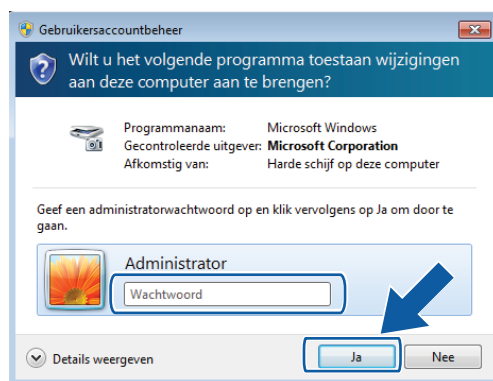 Gebruikersaccountbeheer
Wilt u het volgende programma toestaan wijzigingen
aan deze computer aan te brengen?
Programmanaam: Microsoft Windows
Gecontroleerde uitgever: Microsoft Corporation
Afkomstig van: Harde schijf op deze computer
Geef een administratorwachtwoord op en klik vervolgens op Ja om door te
gaan.
Administrator
Wachtwoord
Details weergeven
Ja
Nee